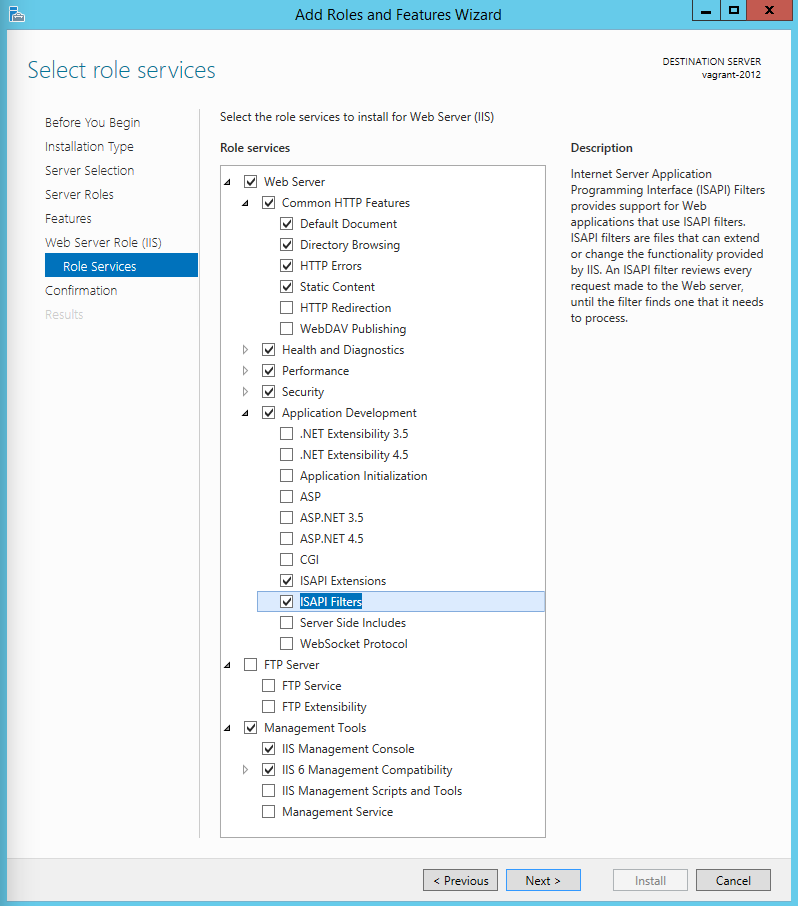 Add Roles and Features Wizard
Select role services
DESTINATION SERVER
vagrant-2012
Before You Begin
Installation Type
Server Selection
Server Roles
Features
Web Server Role (IIS)
Role Services
Confirmation
Results
Select the role services to install for Web Server (IIS)
Role services
Web Server
Common HTTP Features
Default Document
Directory Browsing
HTTP Errors
Static Content
HTTP Redirection
WebDAV Publishing
Health and Diagnostics
Performance
Security
Application Development
.NET Extensibility 3.5
.NET Extensibility 4.5
Application Initialization
ASP
ASP.NET 3.5
ASP.NET 4.5
CGI
ISAPI Extensions
ISAPI Filters
Server Side Includes
WebSocket Protocol
FTP Server
FTP Service
FTP Extensibility
Management Tools
IIS Management Console
IIS 6 Management Compatibility
IIS Management Scripts and Tools
Management Service
Description
Internet Server Application
Programming Interface (ISAPI) Filters
provides support for Web
applications that use ISAPI filters.
ISAPI filters are files that can extend
or change the functionality provided
by IIS. An ISAPI filter reviews every
request made to the Web server,
until the filter finds one that it needs
to process.
< Previous
Next >
Install
Cancel